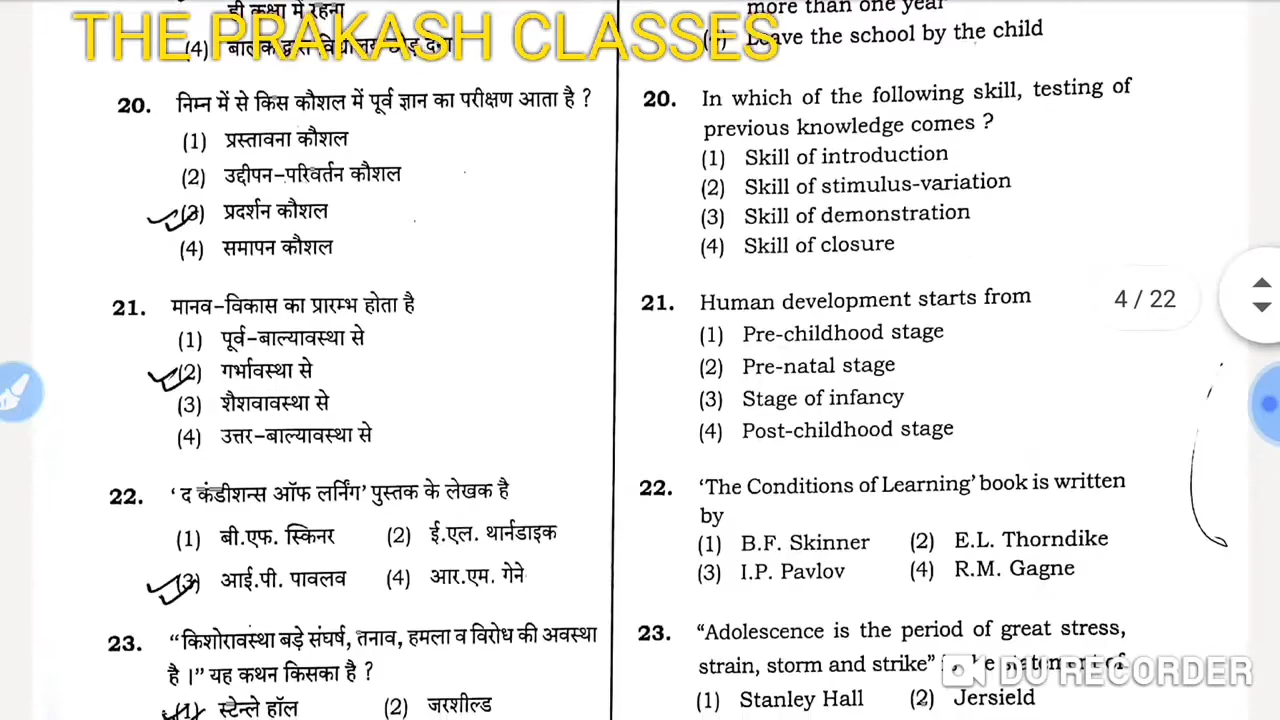 ही कक्षा में रहना
THE PRAKASH CLASSES
20. निम्न में से किस कौशल में पूर्व ज्ञान का परीक्षण आता है ?
(1) प्रस्तावना कौशल
(2) उद्दीपन-परिवर्तन कौशल
(3) प्रदर्शन कौशल
(4) समापन कौशल
21. मानव-विकास का प्रारम्भ होता है
(1) पूर्व-बाल्यावस्था से
(2) गर्भावस्था से
(3) शैशवावस्था से
(4) उत्तर-बाल्यावस्था से
22. 'द कंडीशन्स ऑफ लर्निंग' पुस्तक के लेखक है
(1) बी.एफ. स्किनर (2) ई.एल. थार्नडाइक
(3) आई.पी. पावलव (4) आर.एम. गेने
23. “किशोरावस्था बड़े संघर्ष, तनाव, हमला व विरोध की अवस्था
है ।” यह कथन किसका है ?
(1) स्टेन्ले हॉल (2) जरशील्ड
more than one year
Leave the school by the child
20. In which of the following skill, testing of
previous knowledge comes ?
(1) Skill of introduction
(2) Skill of stimulus-variation
(3) Skill of demonstration
(4) Skill of closure
21. Human development starts from
(1) Pre-childhood stage
(2) Pre-natal stage
(3) Stage of infancy
(4) Post-childhood stage
4 / 22
22. 'The Conditions of Learning' book is written
by
(1) B.F. Skinner (2) E.L. Thorndike
(3) I.P. Pavlov (4) R.M. Gagne
23. “Adolescence is the period of great stress,
strain, storm and strike” statement of
(1) Stanley Hall (2) Jersield
DU RECORDER